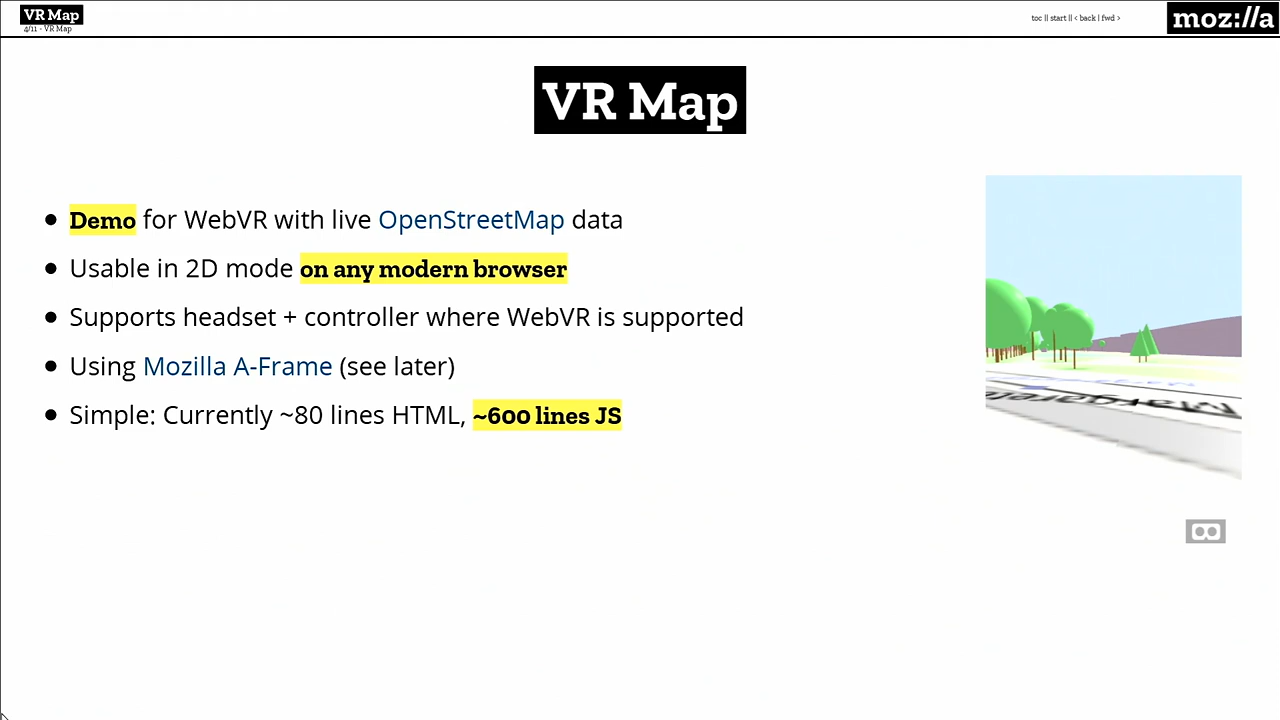 VR Map
4/11 - VR Map
toc || start || < back | fwd >
moz://a
VR Map
Demo for WebVR with live OpenStreetMap data
Usable in 2D mode on any modern browser
Supports headset + controller where WebVR is supported
Using Mozilla A-Frame (see later)
Simple: Currently ~80 lines HTML, ~600 lines JS